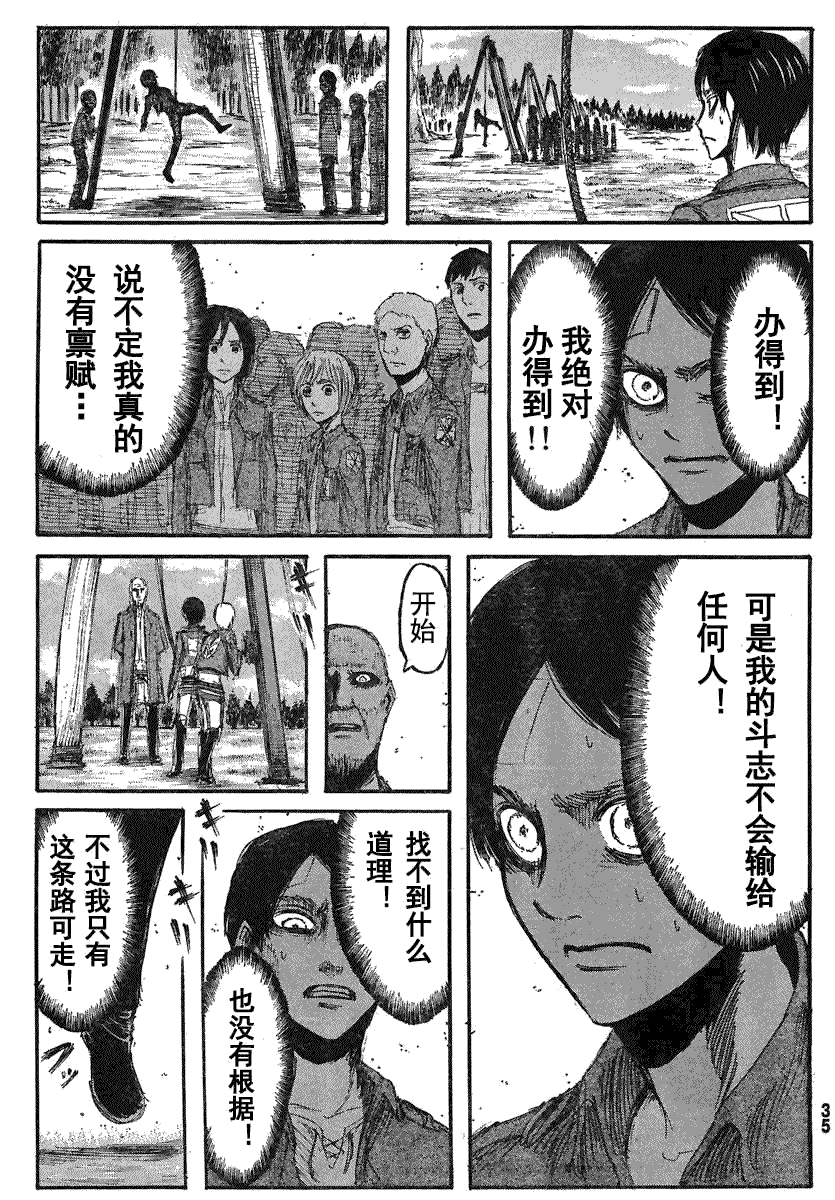 办得到！
我绝对
办得到！！
说不定我真的
没有禀赋…
可是我的斗志不会输给
任何人！
开始
找不到什么
道理！
也没有根据！
不过我只有
这条路可走！
35